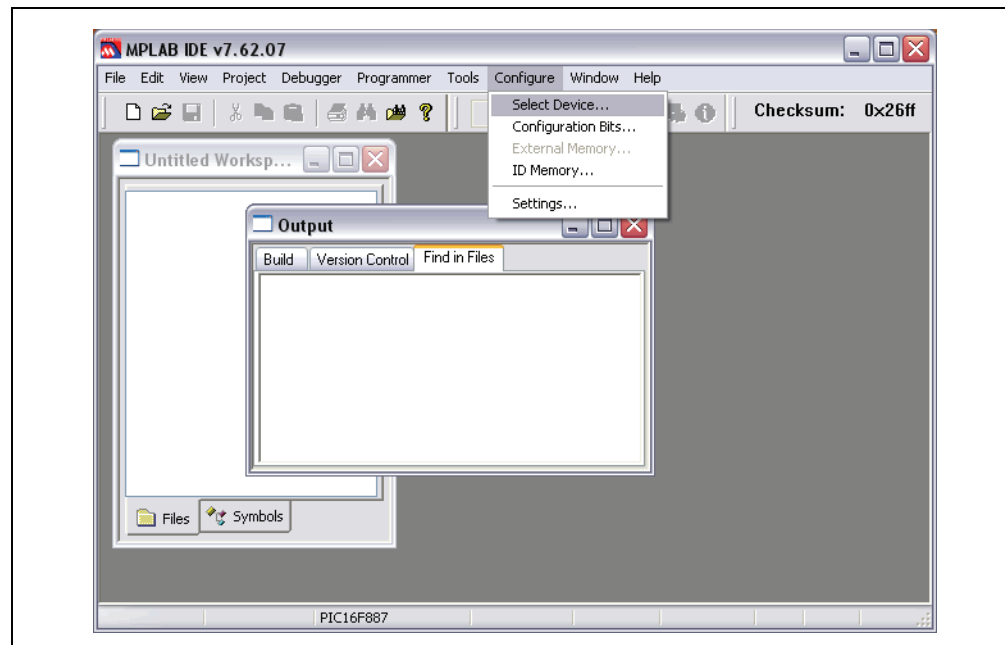 MPLAB IDE v7.62.07
File Edit View Project Debugger Programmer Tools Configure Window Help
Checksum: 0x26ff
Select Device...
Configuration Bits...
External Memory...
ID Memory...
Settings...
Untitled Worksp...
Output
Build Version Control Find in Files
Files Symbols
PIC16F887